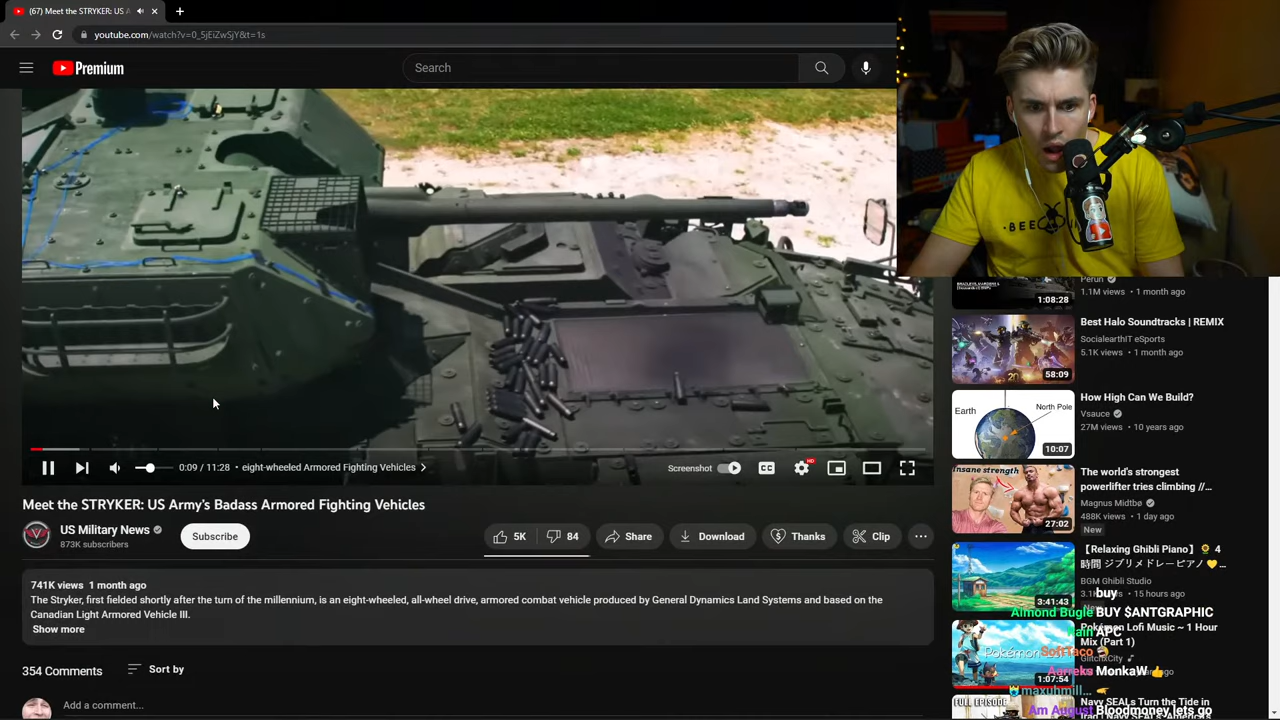 (67) Meet the STRYKER: US A
youtube.com/watch?v=0_5jEiZwSjY&t=1s
Premium
Search
BEE
0:09 / 11:28 • eight-wheeled Armored Fighting Vehicles
Screenshot
CC
HD
Meet the STRYKER: US Army's Badass Armored Fighting Vehicles
US Military News
873K subscribers
Subscribe
5K
84
Share
Download
Thanks
Clip
741K views 1 month ago
The Stryker, first fielded shortly after the turn of the millennium, is an eight-wheeled, all-wheel drive, armored combat vehicle produced by General Dynamics Land Systems and based on the
Canadian Light Armored Vehicle III.
Show more
354 Comments
Sort by
Add a comment...
Perun
1.1M views • 1 month ago
1:08:28
Best Halo Soundtracks | REMIX
SocialearthIT eSports
5.1K views • 1 month ago
58:09
How High Can We Build?
Vsauce
27M views • 10 years ago
Earth
North Pole
10:07
The world's strongest
powerlifter tries climbing //...
Magnus Midtbø
488K views • 1 day ago
New
Insane strength
27:02
【Relaxing Ghibli Piano】🌻 4
時間 ジブリメドレーピアノ 💛...
BGM Ghibli Studio
15 hours ago
3:41:43
buy
Almond Bugle BUY $ANTGRAPHIC
APC
Pokémon Lofi Music ~ 1 Hour
Mix (Part 1)
SoftTaco
GlitchxCity
Aarreks MonkaW 👍
1:07:54
maxuhmill...
Am August Bloodmoney lets go
Navy SEALs Turn the Tide in
FULL EPISODE